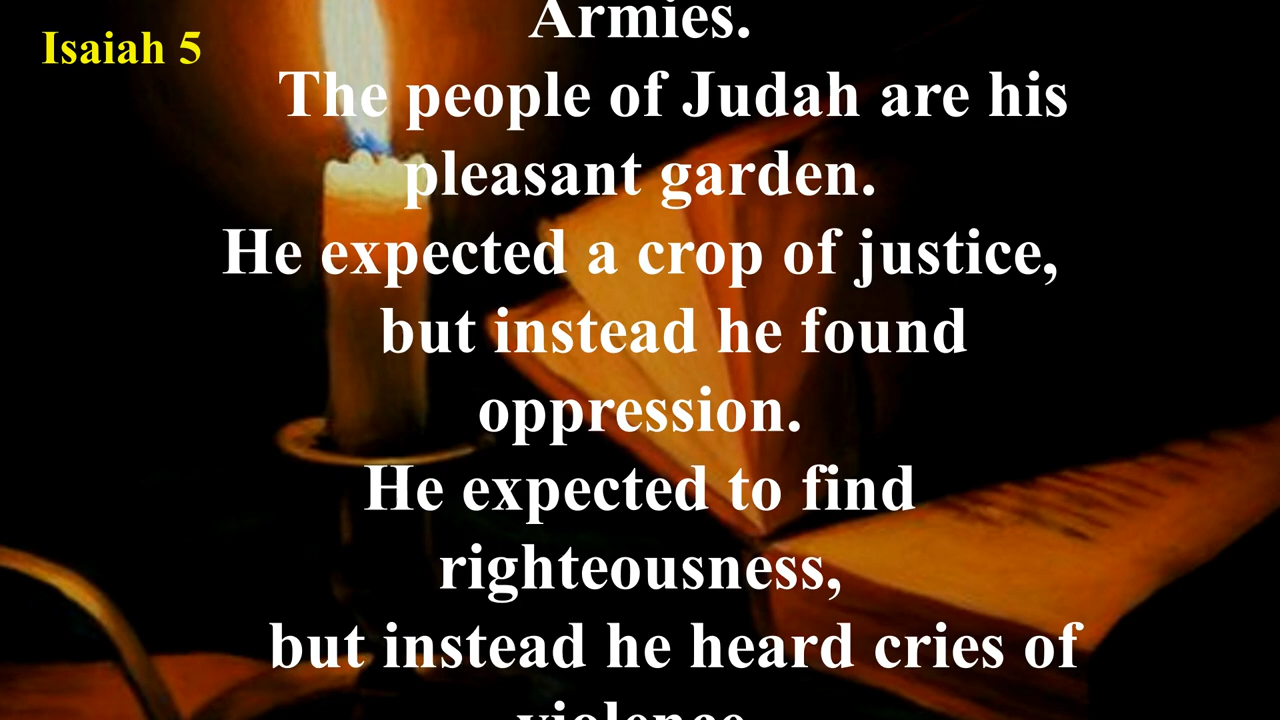 Armies.
Isaiah 5
The people of Judah are his
pleasant garden.
He expected a crop of justice,
but instead he found
oppression.
He expected to find
righteousness,
but instead he heard cries of
violence.